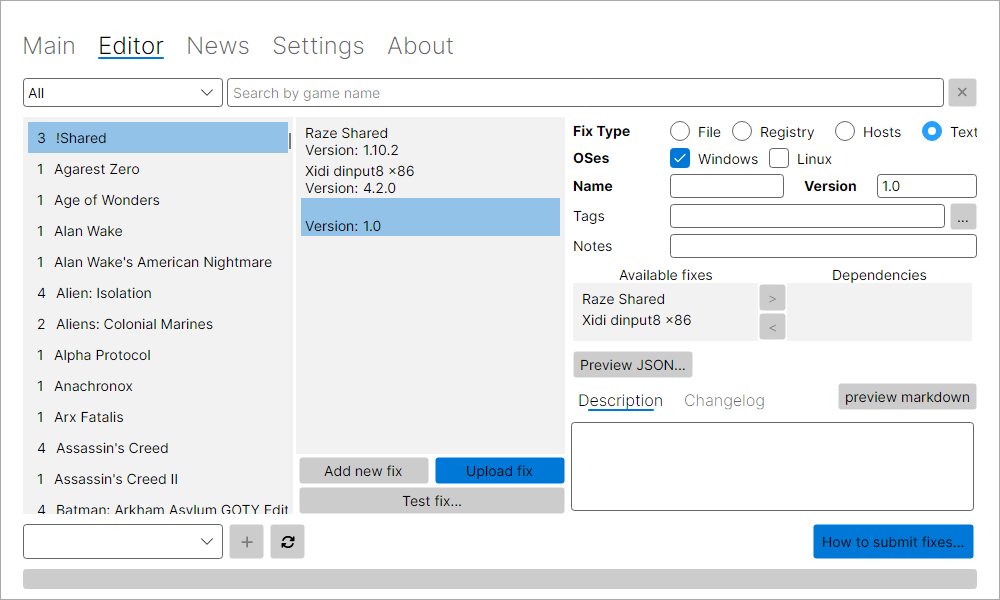 Main Editor News Settings About
All Search by game name ×
3 !Shared
1 Agarest Zero
1 Age of Wonders
1 Alan Wake
1 Alan Wake's American Nightmare
4 Alien: Isolation
2 Aliens: Colonial Marines
1 Alpha Protocol
1 Anachronox
1 Arx Fatalis
4 Assassin's Creed
1 Assassin's Creed II
4 Batman: Arkham Asylum GOTY Edit
Raze Shared
Version: 1.10.2
Xidi dinput8 ×86
Version: 4.2.0
Version: 1.0
Add new fix Upload fix
Test fix...
Fix Type File Registry Hosts Text
OSes Windows Linux
Name Version 1.0
Tags ...
Notes
Available fixes Dependencies
Raze Shared >
Xidi dinput8 ×86 <
Preview JSON...
Description Changelog preview markdown
+ How to submit fixes...